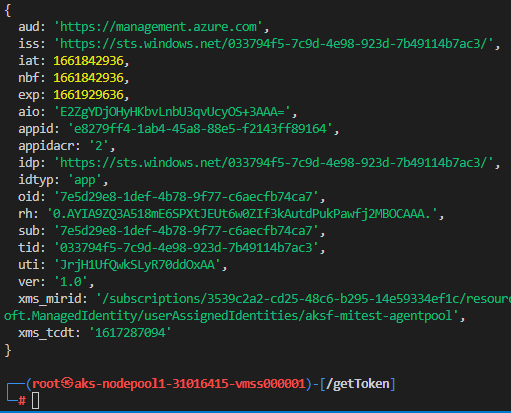 {
aud: 'https://management.azure.com',
iss: 'https://sts.windows.net/033794f5-7c9d-4e98-923d-7b49114b7ac3/',
iat: 1661842936,
nbf: 1661842936,
exp: 1661929636,
aio: 'E2ZgYDjOHyHKbvLnbU3qvUcyOS+3AAA=',
appid: 'e8279ff4-1ab4-45a8-88e5-f2143ff89164',
appidacr: '2',
idp: 'https://sts.windows.net/033794f5-7c9d-4e98-923d-7b49114b7ac3/',
idtyp: 'app',
oid: '7e5d29e8-1def-4b78-9f77-c6aecfb74ca7',
rh: '0.AYIA9ZQ3A518mE6SPXtJEUt6w0ZIf3kAutdPukPawfj2MBOCAAA.',
sub: '7e5d29e8-1def-4b78-9f77-c6aecfb74ca7',
tid: '033794f5-7c9d-4e98-923d-7b49114b7ac3',
uti: 'JrjH1UfQwkSLyR70ddOxAA',
ver: '1.0',
xms_mirid: '/subscriptions/3539c2a2-cd25-48c6-b295-14e59334ef1c/resour
oft.ManagedIdentity/userAssignedIdentities/aksf-mitest-agentpool',
xms_tcdt: '1617287094'
}
(root㉿aks-nodepool1-31016415-vmss000001)-[/getToken]
#